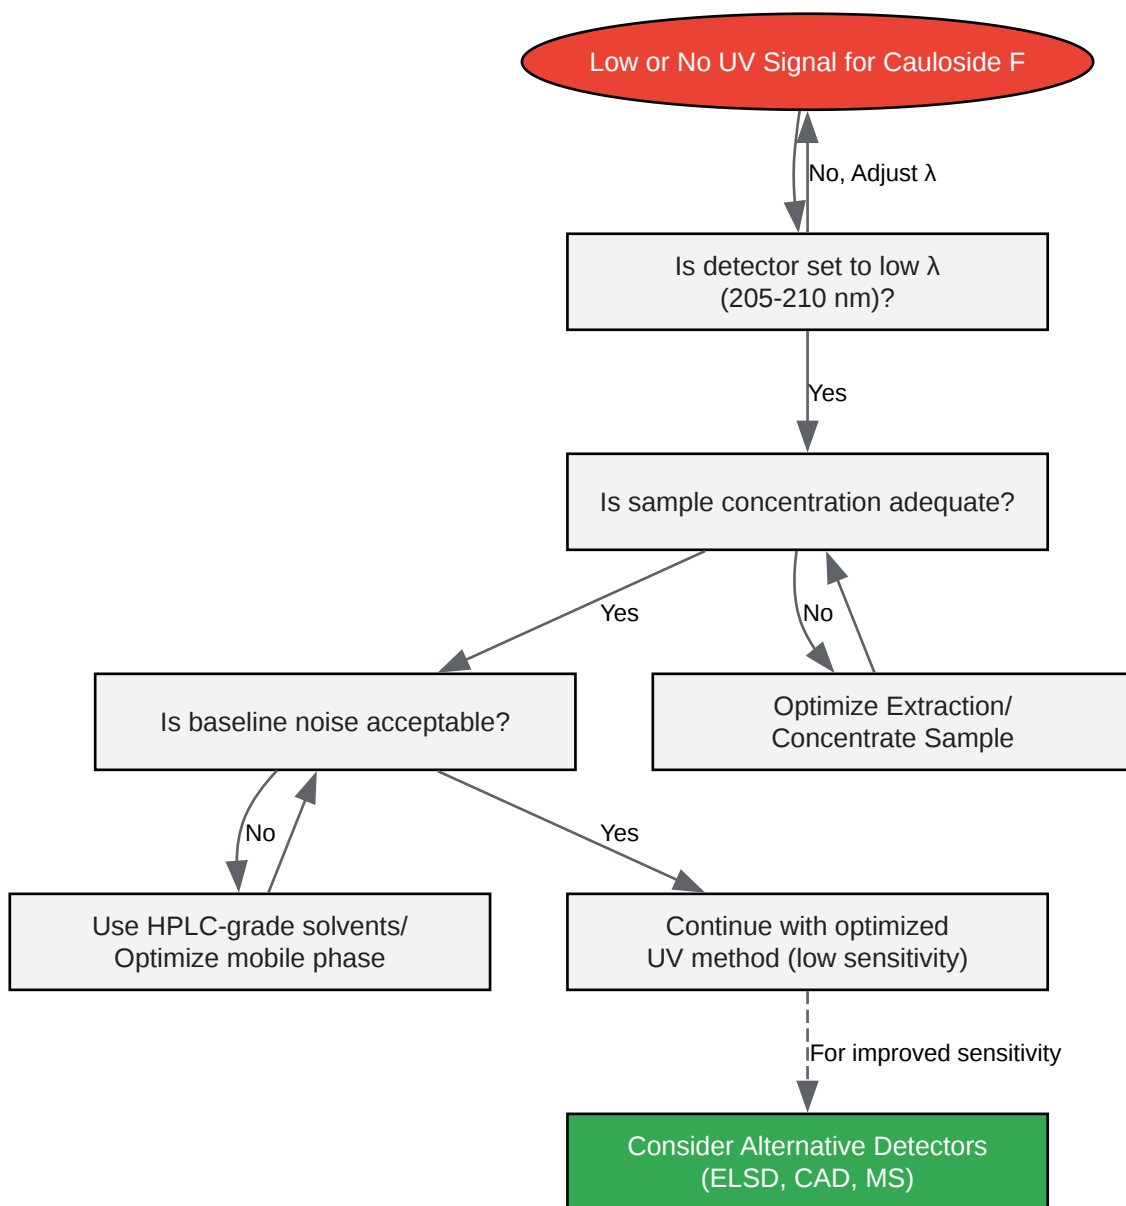 Low or No UV Signal for Cauloside F
No, Adjust λ
Is detector set to low λ
(205-210 nm)?
Yes
Is sample concentration adequate?
Yes
No
Is baseline noise acceptable?
Optimize Extraction/
Concentrate Sample
No
Yes
Use HPLC-grade solvents/
Optimize mobile phase
Continue with optimized
UV method (low sensitivity)
For improved sensitivity
Consider Alternative Detectors
(ELSD, CAD, MS)